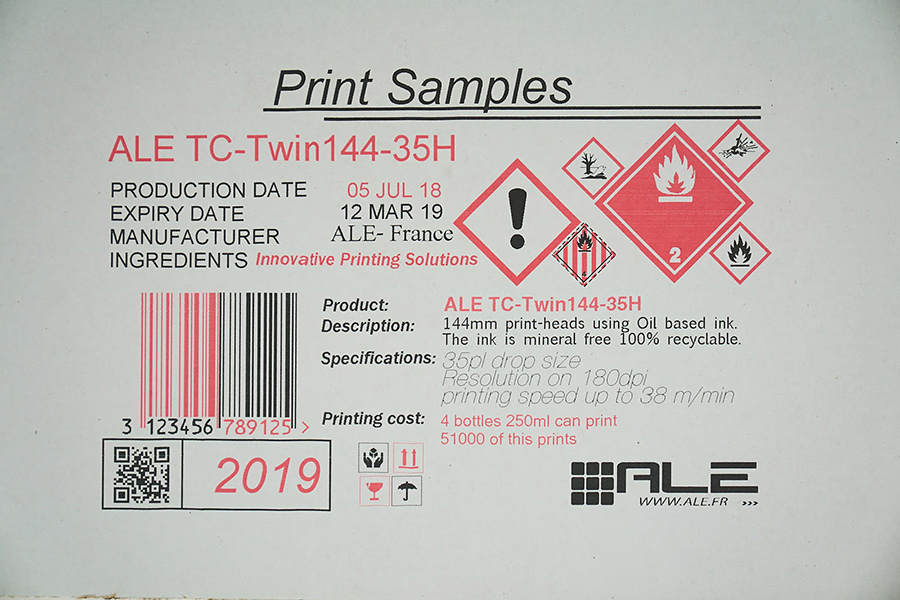 Print Samples
ALE TC-Twin144-35H
PRODUCTION DATE 05 JUL 18
EXPIRY DATE 12 MAR 19
MANUFACTURER ALE- France
INGREDIENTS Innovative Printing Solutions
2
4
Product: ALE TC-Twin144-35H
Description: 144mm print-heads using Oil based ink.
The ink is mineral free 100% recyclable.
Specifications: 35pl drop size
Resolution on 180dpi
printing speed up to 38 m/min
Printing cost: 4 bottles 250ml can print
51000 of this prints
3 123456 789125 >
2019
ALE
WWW.ALE.FR >>>